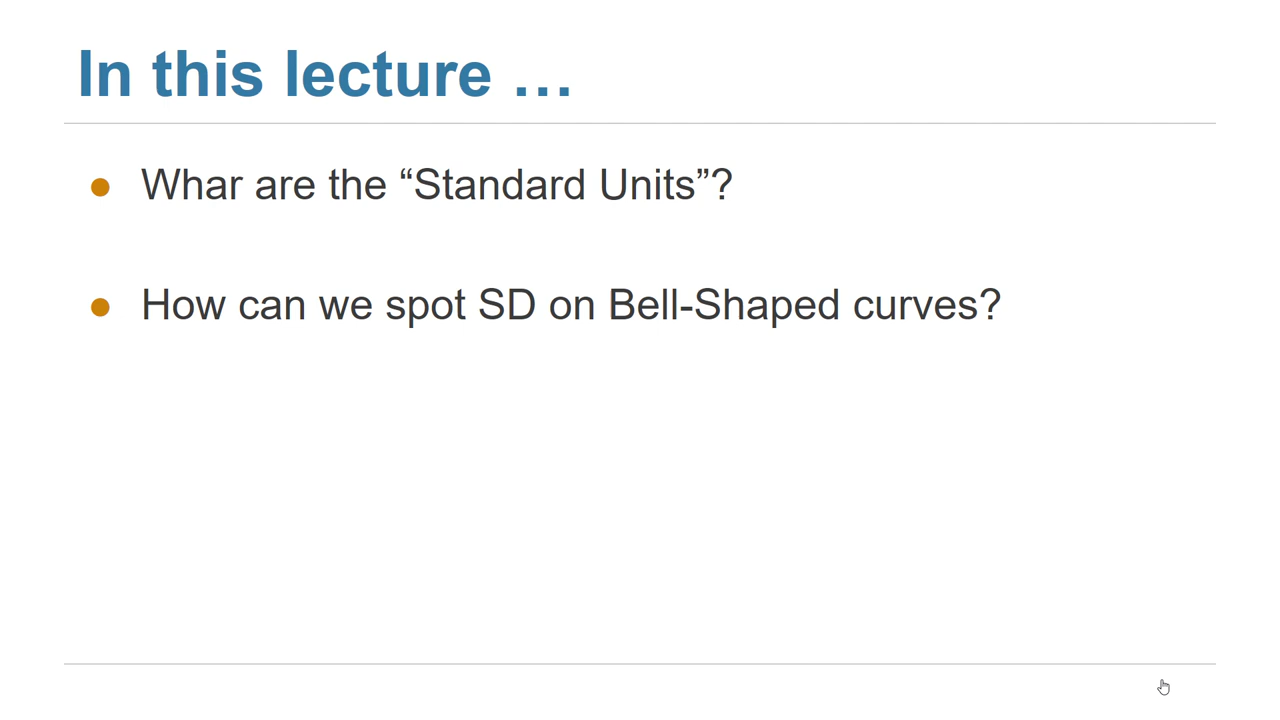 In this lecture …
● Whar are the “Standard Units”?
● How can we spot SD on Bell-Shaped curves?